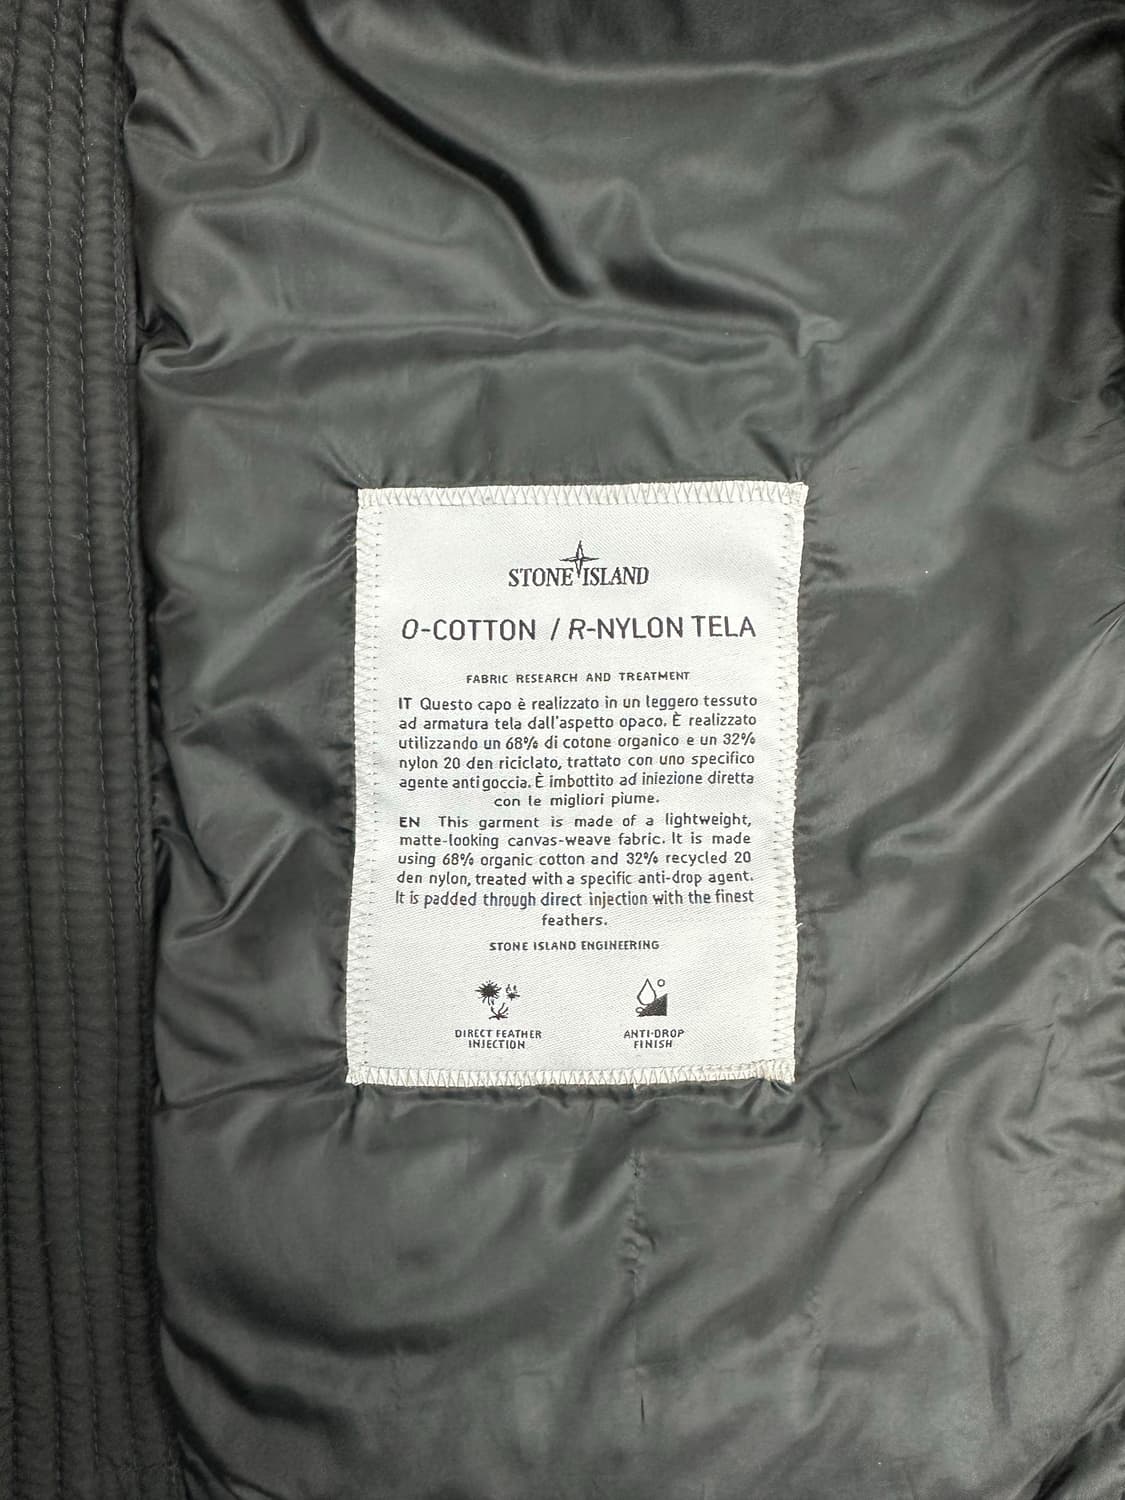 STONE ISLAND
O-COTTON / R-NYLON TELA
FABRIC RESEARCH AND TREATMENT
IT Questo capo è realizzato in un leggero tessuto
ad armatura tela dall'aspetto opaco. È realizzato
utilizzando un 68% di cotone organico e un 32%
nylon 20 den riciclato, trattato con uno specifico
agente antigoccia. È imbottito ad iniezione diretta
con le migliori piume.
EN This garment is made of a lightweight,
matte-looking canvas-weave fabric. It is made
using 68% organic cotton and 32% recycled 20
den nylon, treated with a specific anti-drop agent.
It is padded through direct injection with the finest
feathers.
STONE ISLAND ENGINEERING
DIRECT FEATHER
INJECTION
ANTI-DROP
FINISH